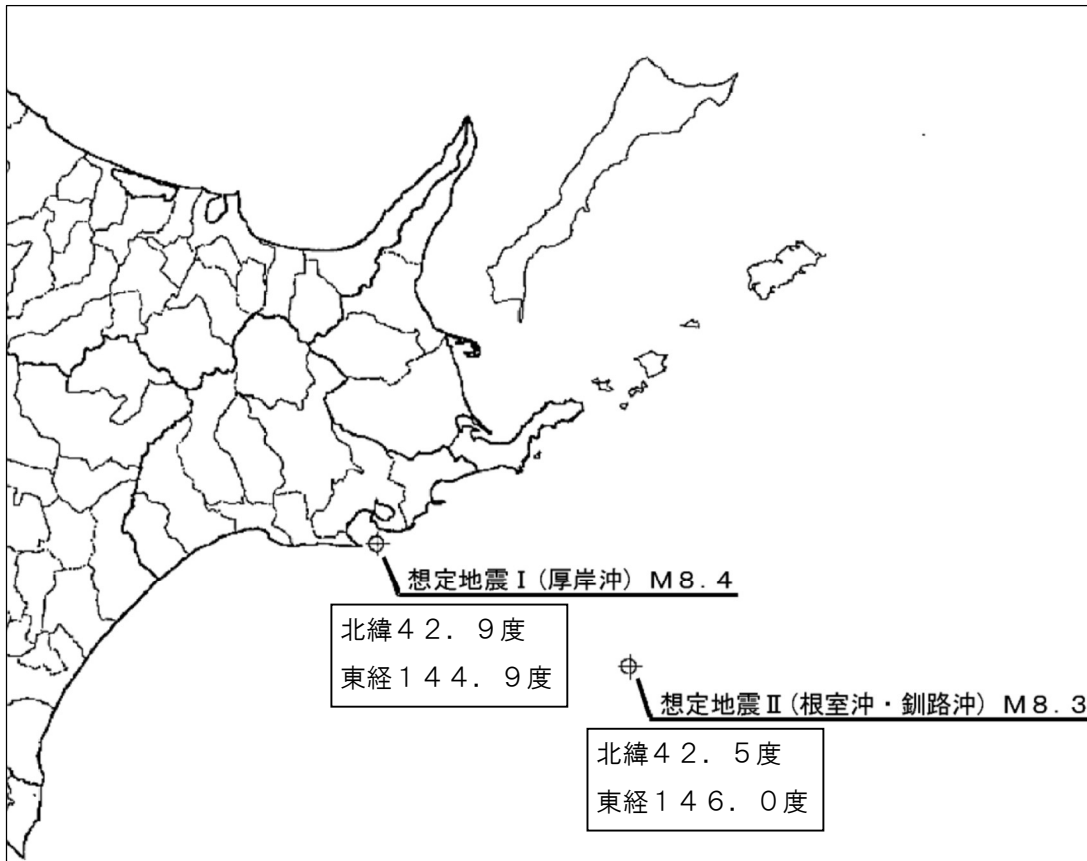 想定地震Ⅰ(厚岸沖) Ｍ８．４
北緯４２．９度
東経１４４．９度
想定地震Ⅱ(根室沖・釧路沖) Ｍ８．３
北緯４２．５度
東経１４６．０度